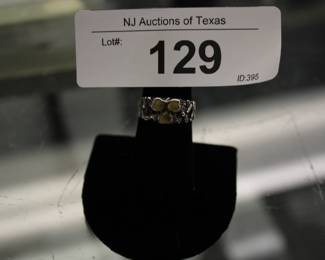 NJ Auctions of Texas
Lot#:
129
ID:395